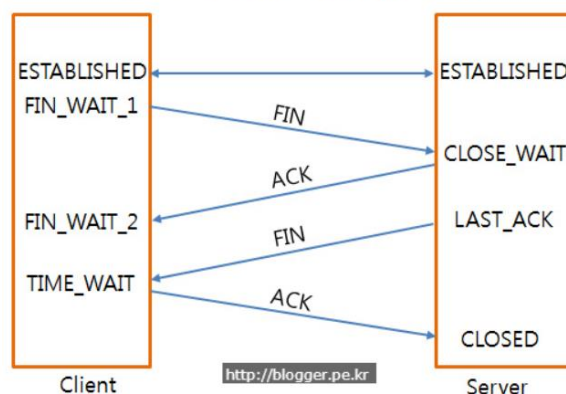 ESTABLISHED
ESTABLISHED
FIN_WAIT_1
FIN
CLOSE_WAIT
ACK
FIN_WAIT_2
LAST_ACK
FIN
TIME_WAIT
ACK
CLOSED
http://blogger.pe.kr
Client
Server